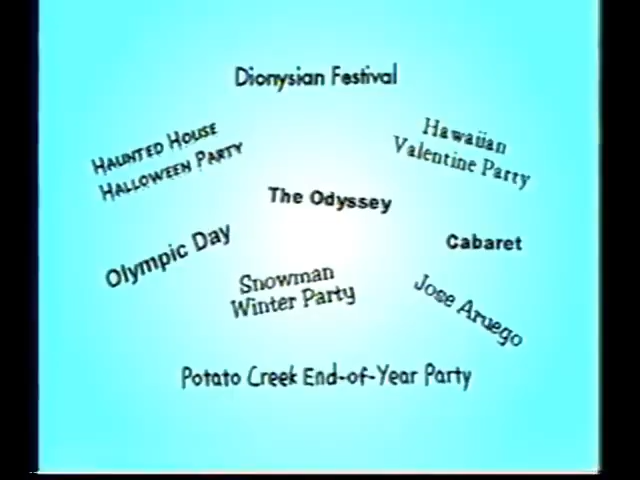 Dionysian Festival
Haunted House
Halloween Party
Hawaiian
Valentine Party
The Odyssey
Olympic Day
Cabaret
Snowman
Winter Party
Jose Aruego
Potato Creek End-of-Year Party